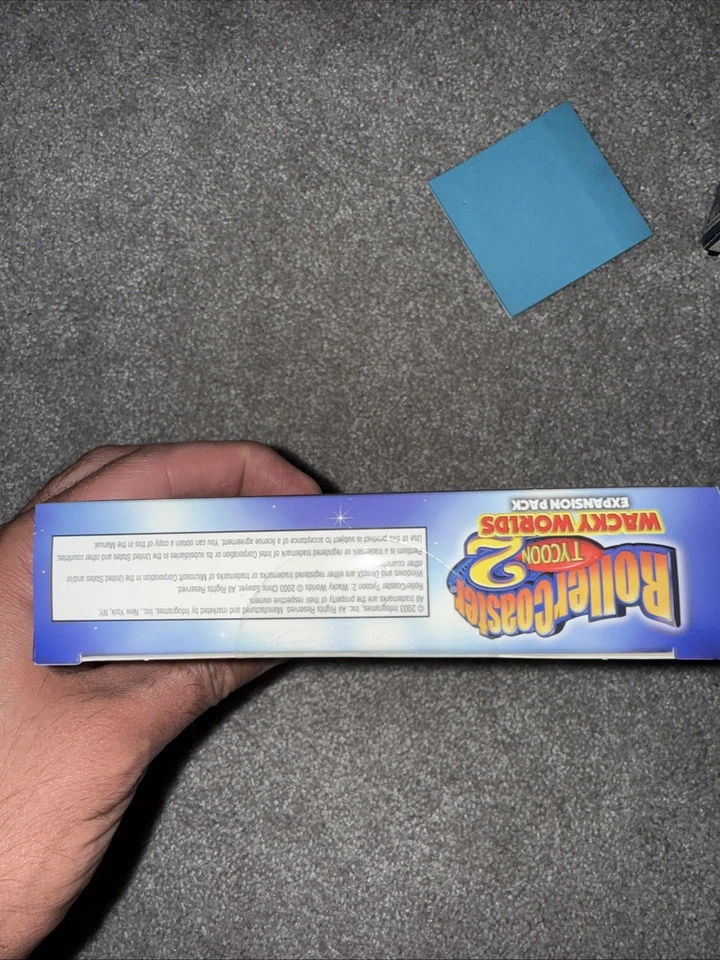 RollerCoaster
TYCOON
2
WACKY WORLDS
EXPANSION PACK
© 2003 Infogrames, Inc. All Rights Reserved. Manufactured and marketed by Infogrames, Inc., New York, NY.
All trademarks are the property of their respective owners.
RollerCoaster Tycoon 2: Wacky Worlds © 2003 Chris Sawyer. All Rights Reserved.
Windows and DirectX are either registered trademarks or trademarks of Microsoft Corporation in the United States and/or
other countries.
Pentium is a trademark or registered trademark of Intel Corporation or its subsidiaries in the United States and other countries.
Use of this product is subject to acceptance of a license agreement. You can obtain a copy of this in the Manual.